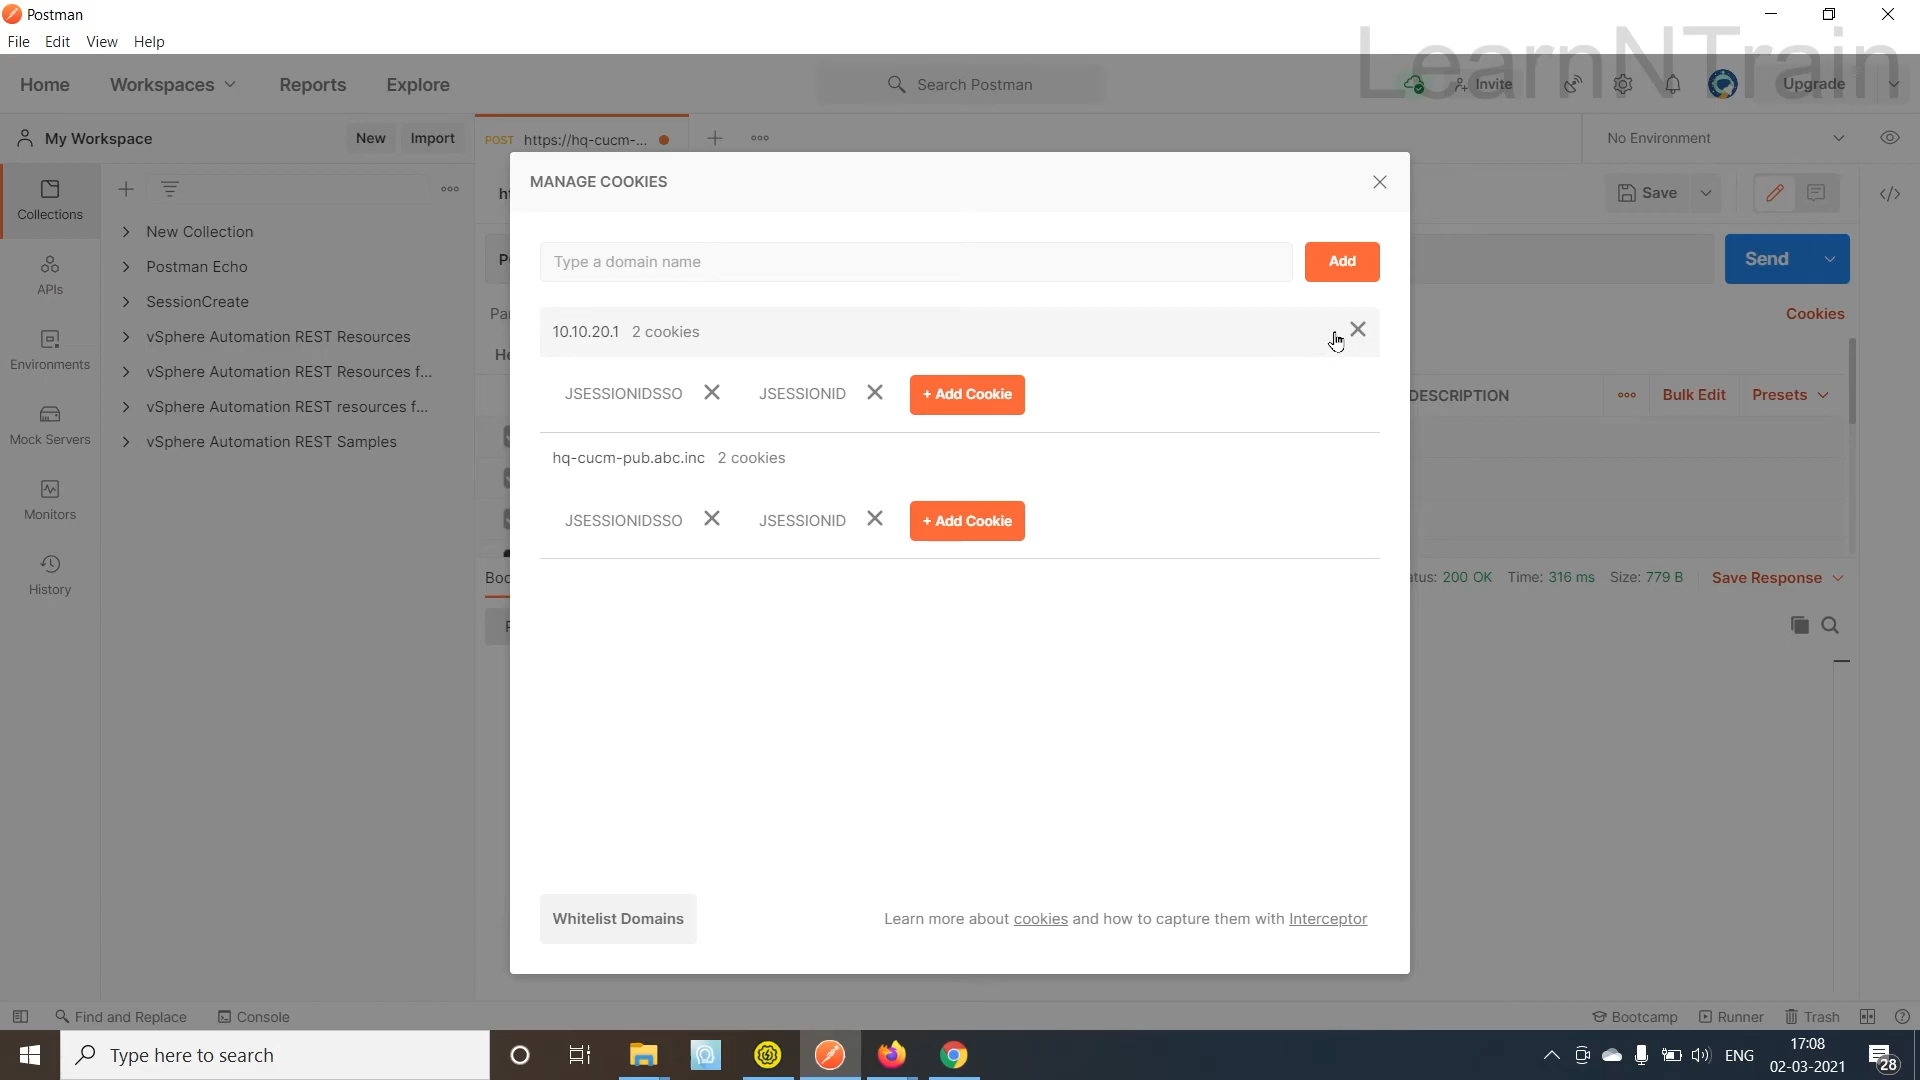 Postman
File Edit View Help
LearnNTrain
Home Workspaces Reports Explore Search Postman Invite Upgrade
My Workspace New Import POST https://hq-cucm-... No Environment
MANAGE COOKIES
Save
Collections
New Collection
Type a domain name Add Send
APIs
Postman Echo
SessionCreate
Cookies
Environments
vSphere Automation REST Resources
10.10.20.1 2 cookies
vSphere Automation REST Resources f...
JSESSIONIDSSO JSESSIONID + Add Cookie DESCRIPTION Bulk Edit Presets
Mock Servers
vSphere Automation REST resources f...
vSphere Automation REST Samples
hq-cucm-pub.abc.inc 2 cookies
Monitors
JSESSIONIDSSO JSESSIONID + Add Cookie
History
200 OK Time: 316 ms Size: 779 B Save Response
Whitelist Domains Learn more about cookies and how to capture them with Interceptor
Find and Replace Console Bootcamp Runner Trash
Type here to search ENG 17:08
02-03-2021 28